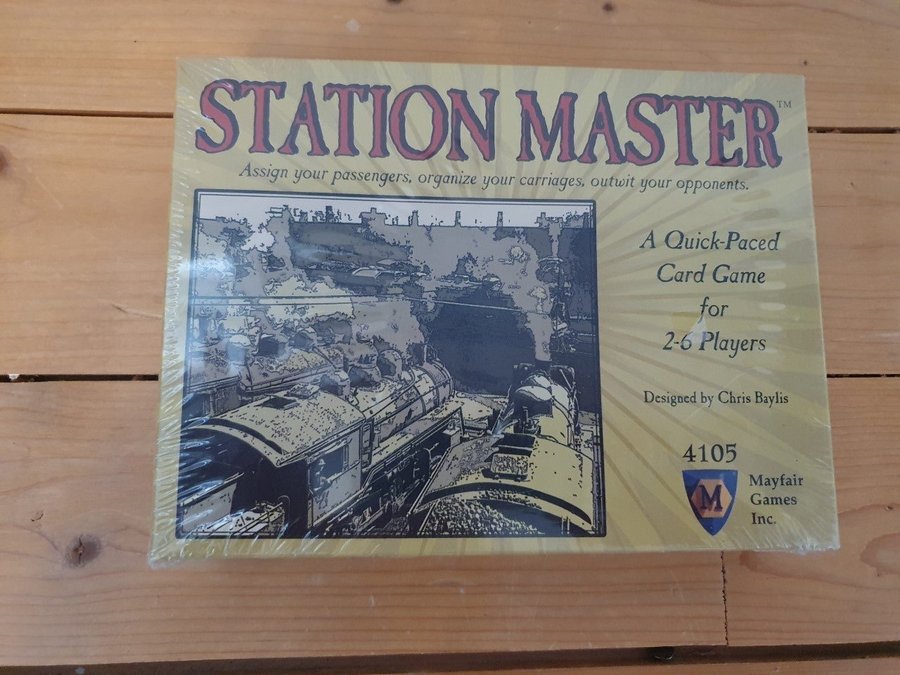 STATION MASTER™
Assign your passengers, organize your carriages, outwit your opponents.
A Quick-Paced
Card Game
for
2-6 Players
Designed by Chris Baylis
4105
M
Mayfair
Games
Inc.